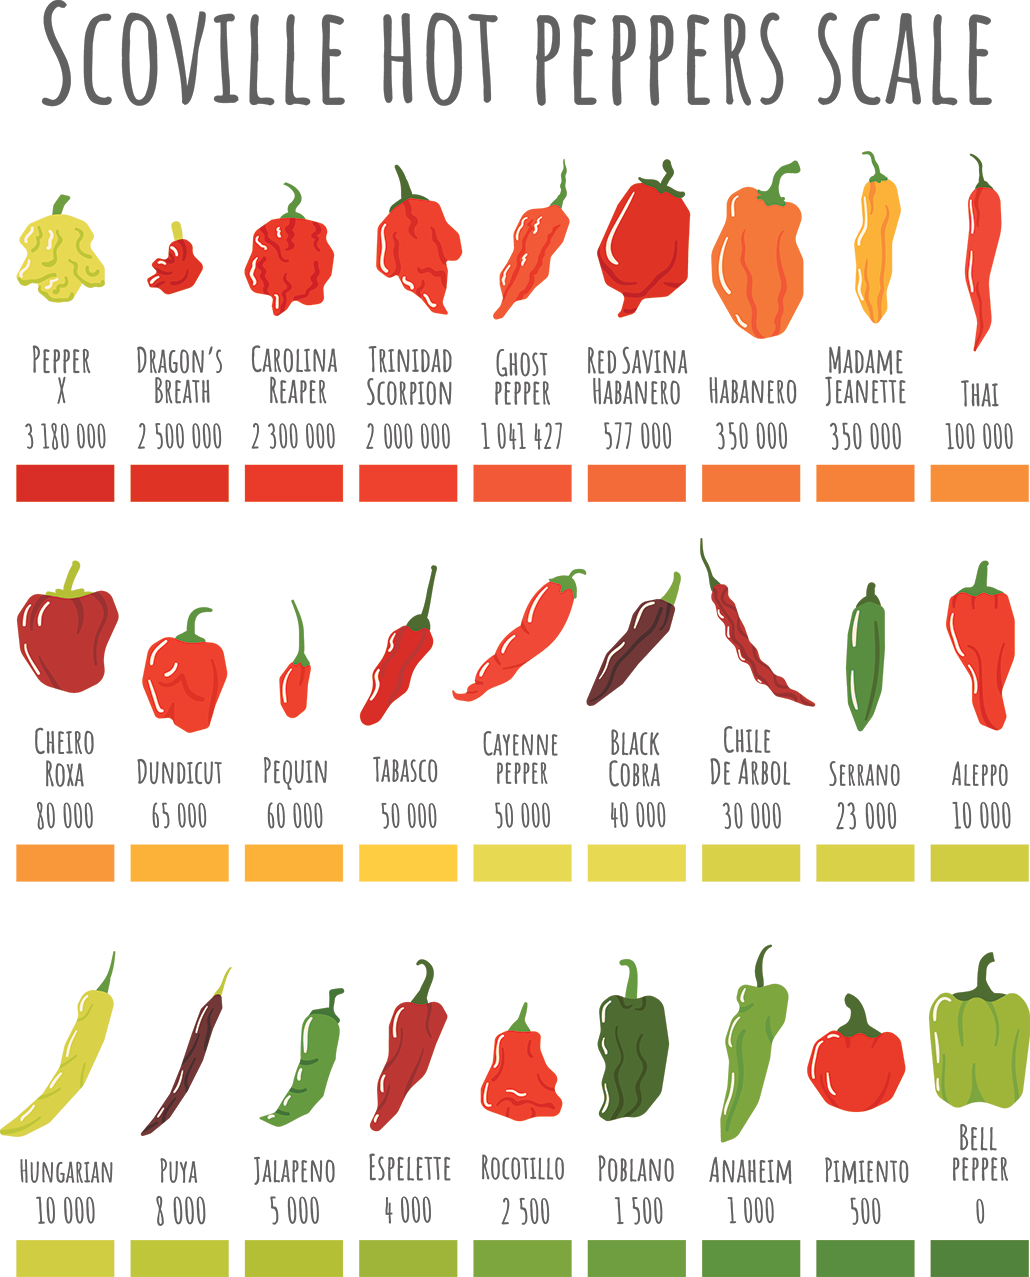 Scoville hot peppers scale
Pepper
X
3 180 000
Dragon's
Breath
2 500 000
Carolina
Reaper
2 300 000
Trinidad
Scorpion
2 000 000
Ghost
pepper
1 041 427
Red Savina
Habanero
577 000
Habanero
350 000
Madame
Jeanette
350 000
Thai
100 000
Cheiro
Roxa
80 000
Dundicut
65 000
Pequin
60 000
Tabasco
50 000
Cayenne
pepper
50 000
Black
Cobra
40 000
Chile
De Arbol
30 000
Serrano
23 000
Aleppo
10 000
Hungarian
10 000
Puya
8 000
Jalapeno
5 000
Espelette
4 000
Rocotillo
2 500
Poblano
1 500
Anaheim
1 000
Pimiento
500
Bell
pepper
0